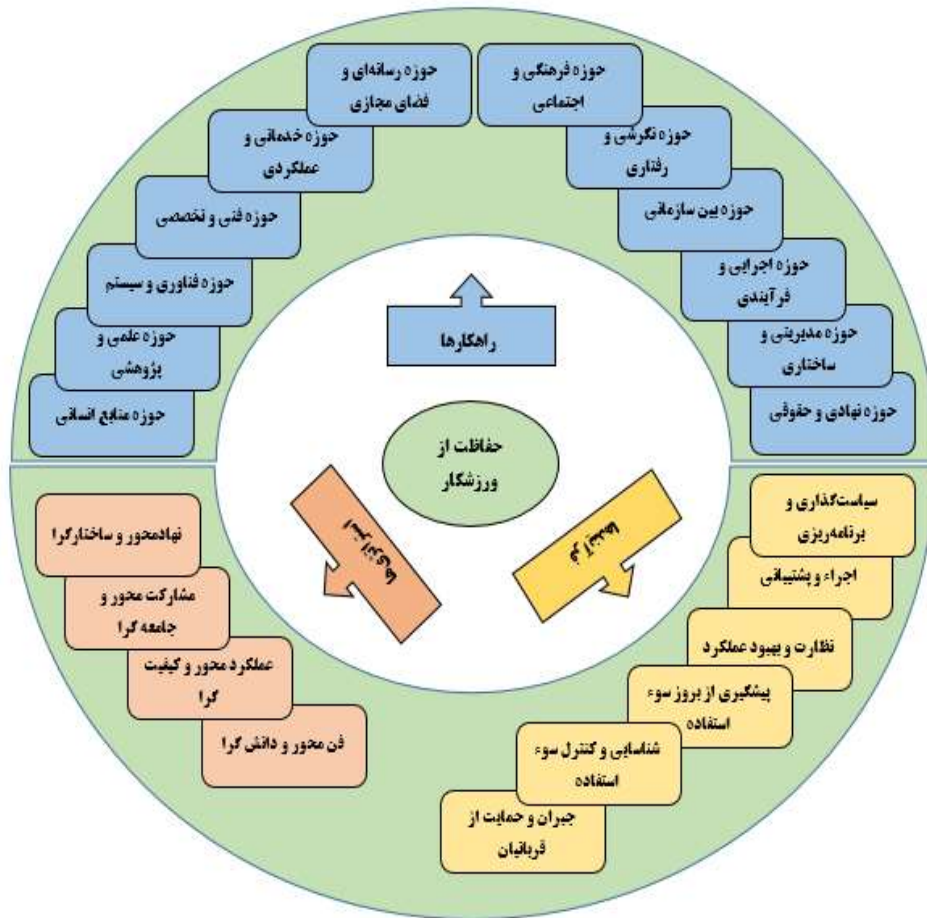 حوزه فرهنگی و
اجتماعی
حوزه نگرشی و
رفتاری
حوزه بین سازمانی
حوزه اجرایی و
فرآیندی
حوزه مدیریتی و
ساختاری
حوزه نهادی و حقوقی
حوزه رسانه‌ای و
فضای مجازی
حوزه خدماتی و
عملکردی
حوزه فنی و تخصصی
حوزه فناوری و سیستم
حوزه علمی و
پژوهشی
حوزه منابع انسانی
راهکارها
حفاظت از
ورزشکار
فرآیندها
استراتژی‌ها
سیاست‌گذاری و
برنامه‌ریزی
اجراء و پشتیبانی
نظارت و بهبود عملکرد
پیشگیری از بروز سوء
استفاده
شناسایی و کنترل سوء
استفاده
جبران و حمایت از
قربانیان
نهادمحور و ساختارگرا
مشارکت محور و
جامعه گرا
عملکرد محور و کیفیت
گرا
فن محور و دانش گرا